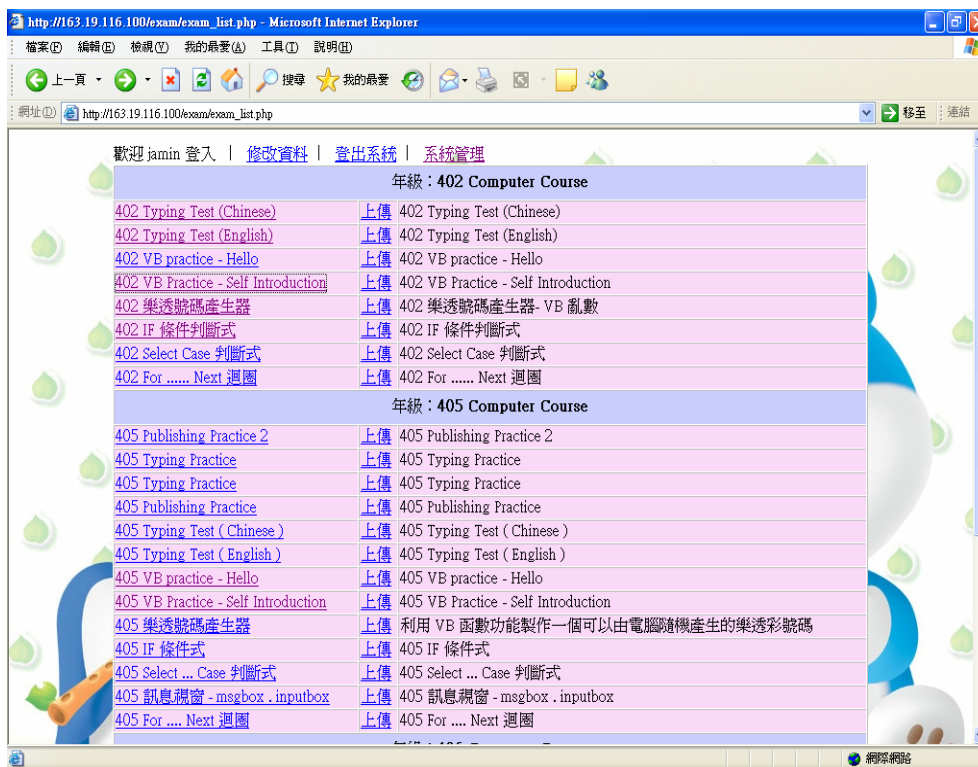 http://163.19.116.100/exam/exam_list.php - Microsoft Internet Explorer
檔案(F) 編輯(E) 檢視(V) 我的最愛(A) 工具(T) 說明(H)
上一頁 搜尋 我的最愛
網址(D) http://163.19.116.100/exam/exam_list.php 移至 連結
歡迎 jamin 登入 | 修改資料 | 登出系統 | 系統管理
年級：402 Computer Course
402 Typing Test (Chinese) 上傳 402 Typing Test (Chinese)
402 Typing Test (English) 上傳 402 Typing Test (English)
402 VB practice - Hello 上傳 402 VB practice - Hello
402 VB Practice - Self Introduction 上傳 402 VB Practice - Self Introduction
402 樂透號碼產生器 上傳 402 樂透號碼產生器- VB 亂數
402 IF 條件判斷式 上傳 402 IF 條件判斷式
402 Select Case 判斷式 上傳 402 Select Case 判斷式
402 For ...... Next 迴圈 上傳 402 For ...... Next 迴圈
年級：405 Computer Course
405 Publishing Practice 2 上傳 405 Publishing Practice 2
405 Typing Practice 上傳 405 Typing Practice
405 Typing Practice 上傳 405 Typing Practice
405 Publishing Practice 上傳 405 Publishing Practice
405 Typing Test ( Chinese ) 上傳 405 Typing Test ( Chinese )
405 Typing Test ( English ) 上傳 405 Typing Test ( English )
405 VB practice - Hello 上傳 405 VB practice - Hello
405 VB Practice - Self Introduction 上傳 405 VB Practice - Self Introduction
405 樂透號碼產生器 上傳 利用 VB 函數功能製作一個可以由電腦隨機產生的樂透彩號碼
405 IF 條件式 上傳 405 IF 條件式
405 Select ... Case 判斷式 上傳 405 Select ... Case 判斷式
405 訊息視窗 - msgbox . inputbox 上傳 405 訊息視窗 - msgbox . inputbox
405 For .... Next 迴圈 上傳 405 For .... Next 迴圈
網際網路